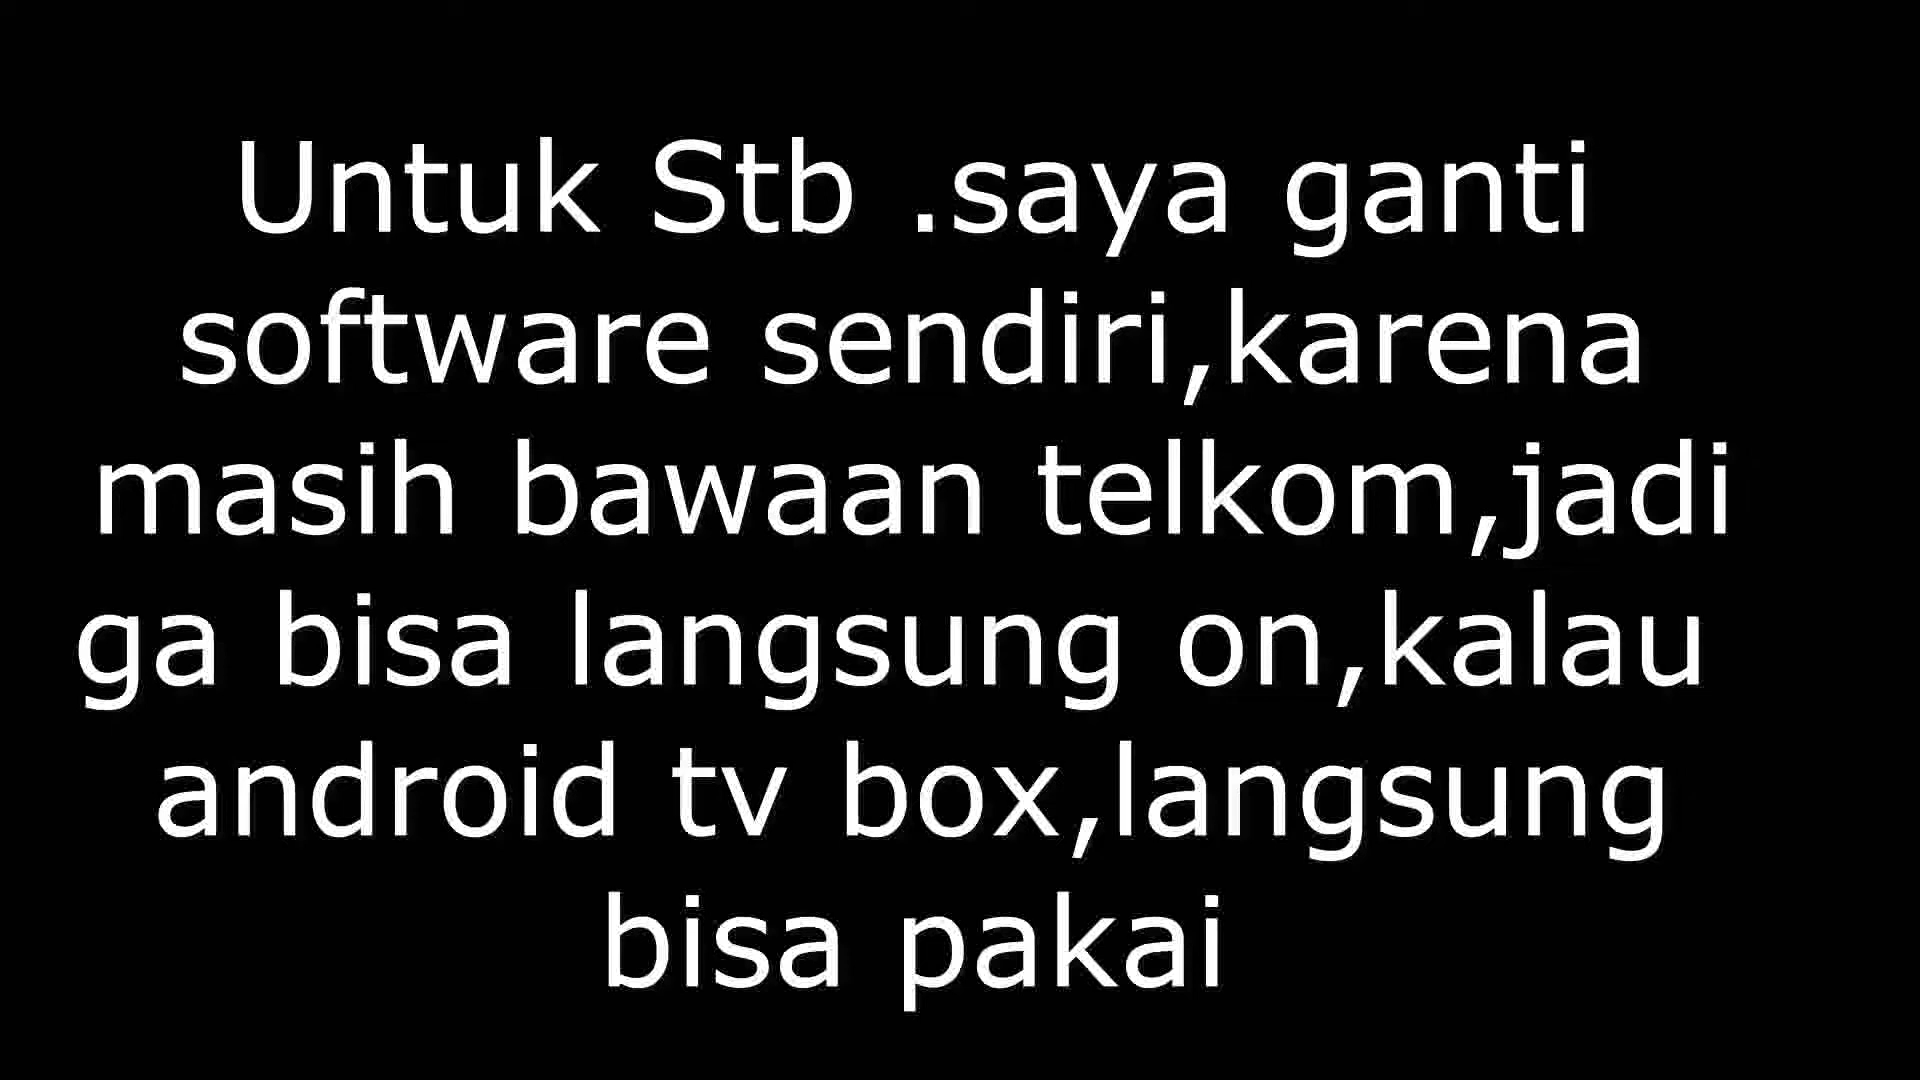 Untuk Stb .saya ganti
software sendiri,karena
masih bawaan telkom,jadi
ga bisa langsung on,kalau
android tv box,langsung
bisa pakai